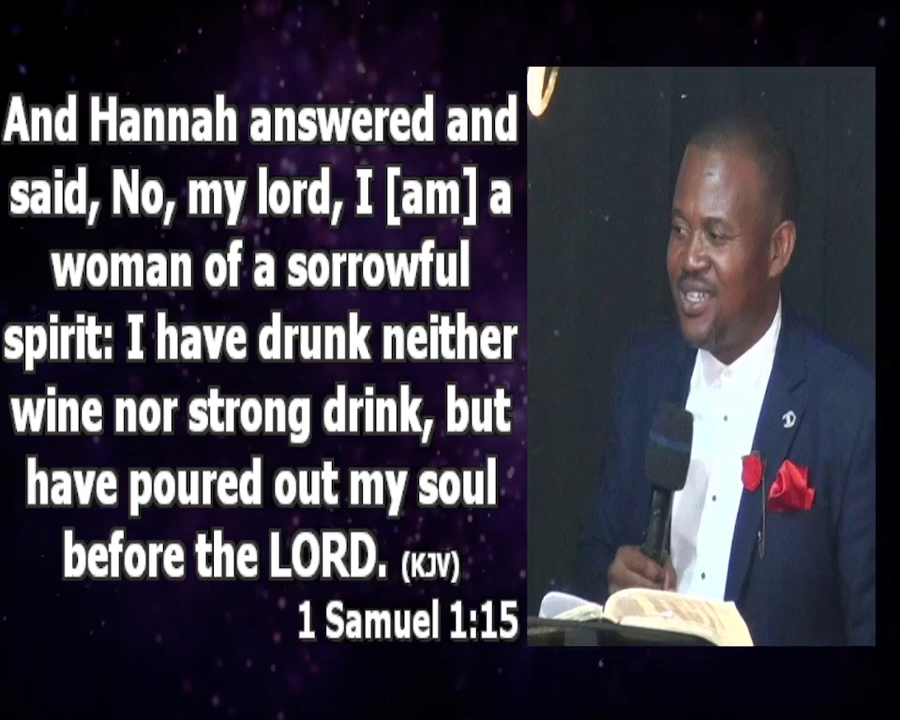 And Hannah answered and
said, No, my lord, I [am] a
woman of a sorrowful
spirit: I have drunk neither
wine nor strong drink, but
have poured out my soul
before the LORD. (KJV)
1 Samuel 1:15